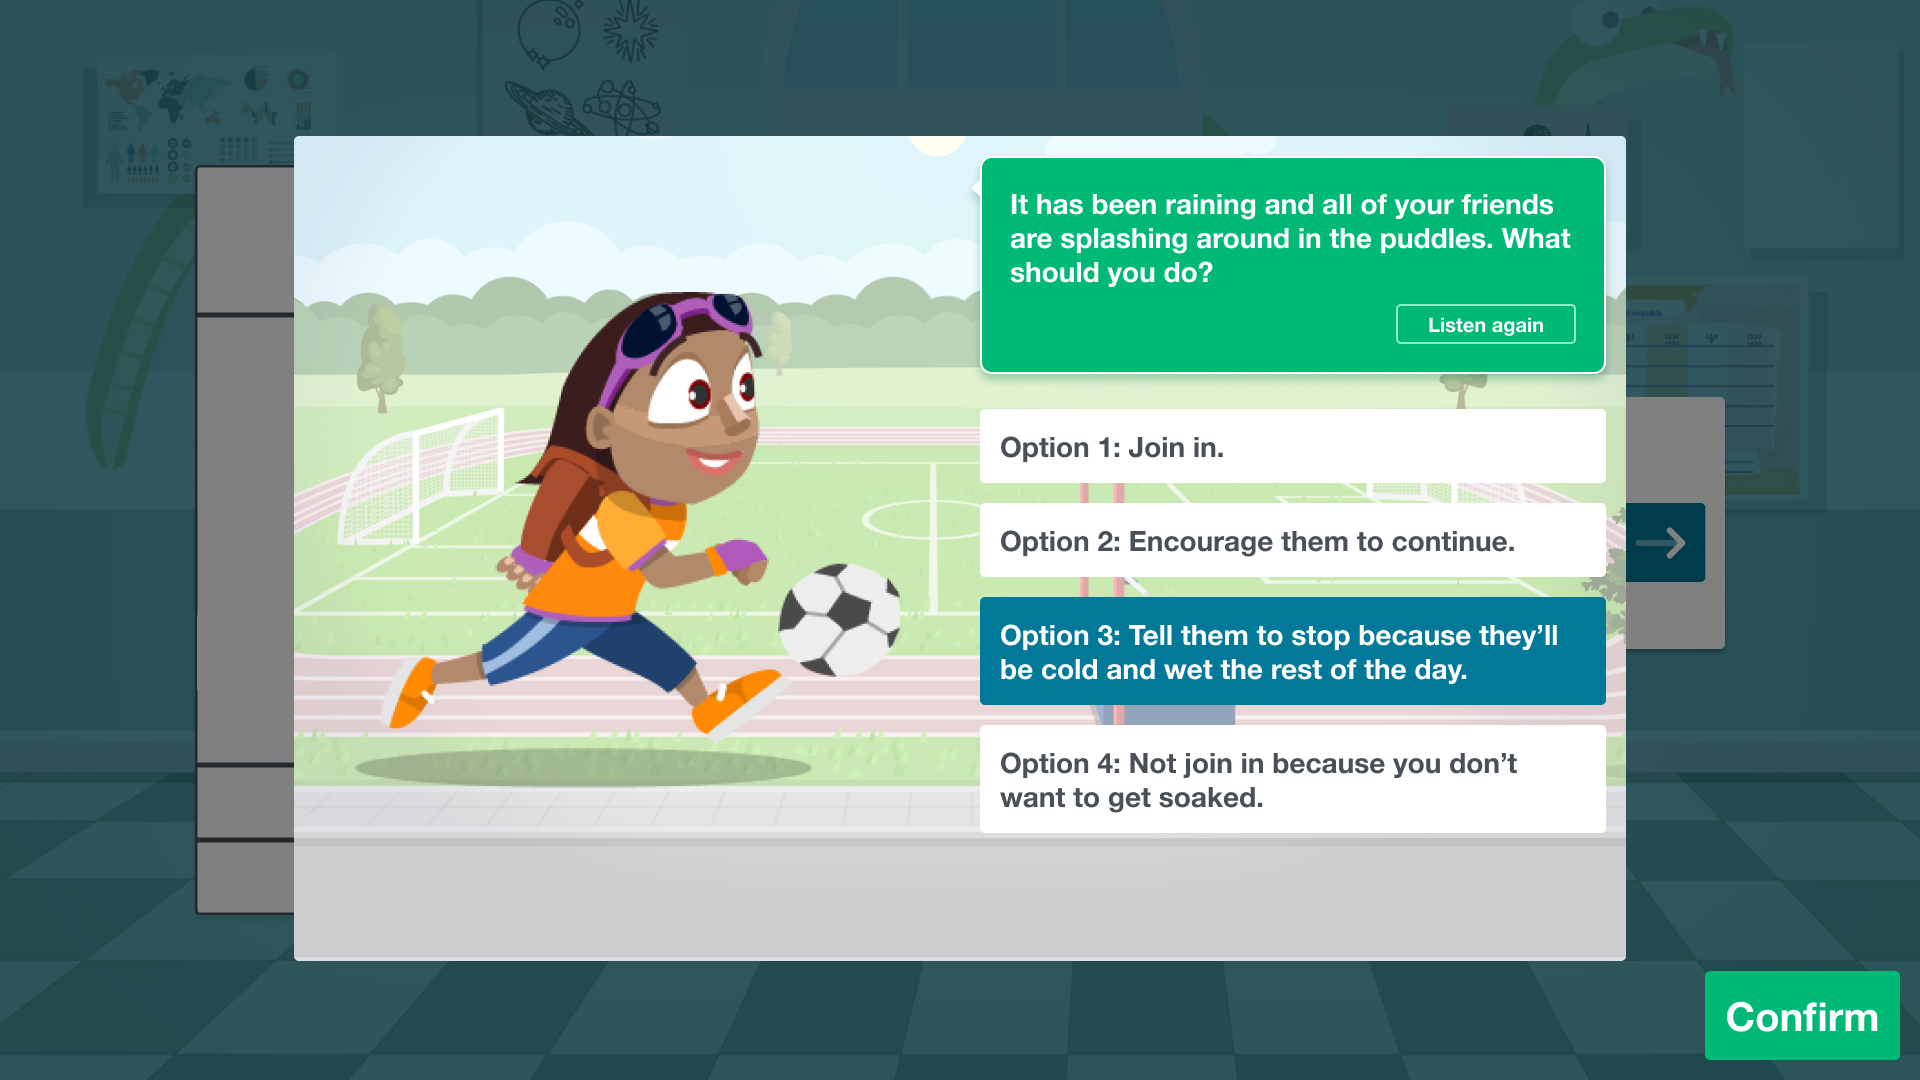 It has been raining and all of your friends
are splashing around in the puddles. What
should you do?
Listen again
Option 1: Join in.
Option 2: Encourage them to continue.
Option 3: Tell them to stop because they’ll
be cold and wet the rest of the day.
Option 4: Not join in because you don’t
want to get soaked.
Confirm